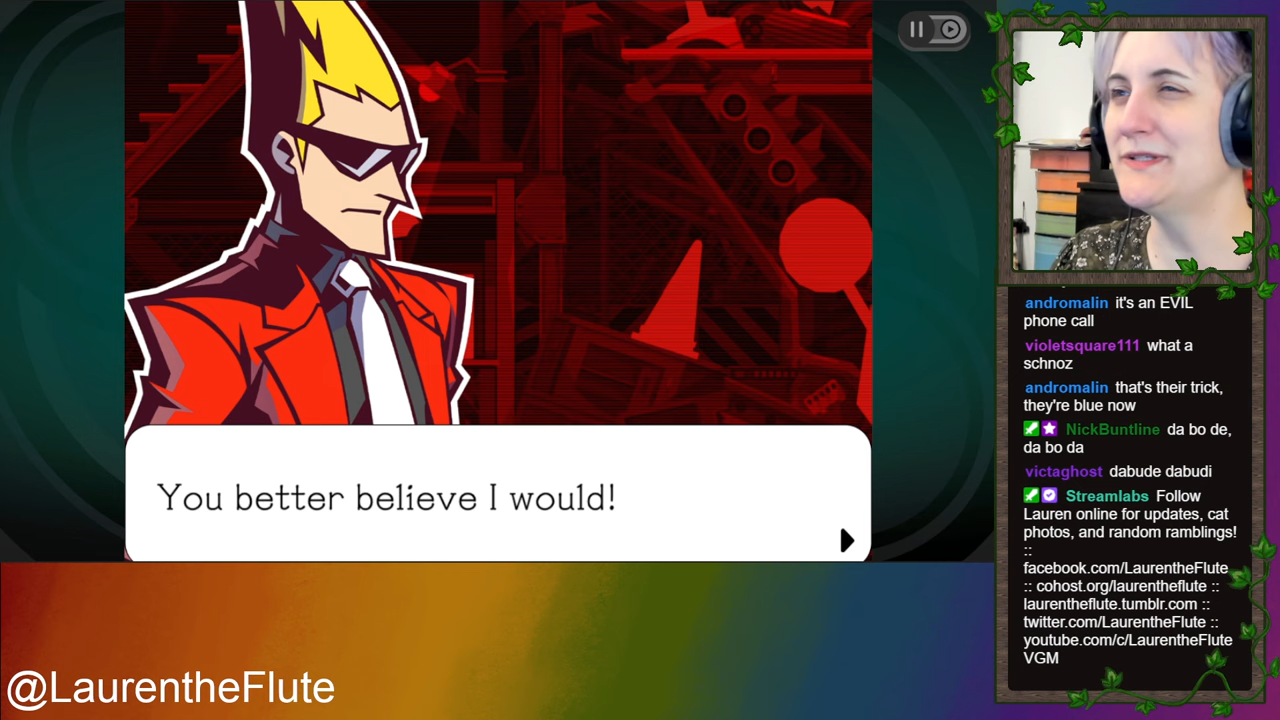 You better believe I would!
andromalin it's an EVIL
phone call
violetsquare111 what a
schnoz
andromalin that's their trick,
they're blue now
NickBuntline da bo de,
da bo da
victaghost dabude dabudi
Streamlabs Follow
Lauren online for updates, cat
photos, and random ramblings!
::
facebook.com/LaurentheFlute
:: cohost.org/laurentheflute ::
laurentheflute.tumblr.com ::
twitter.com/LaurentheFlute ::
youtube.com/c/LaurentheFlute
VGM
@LaurentheFlute